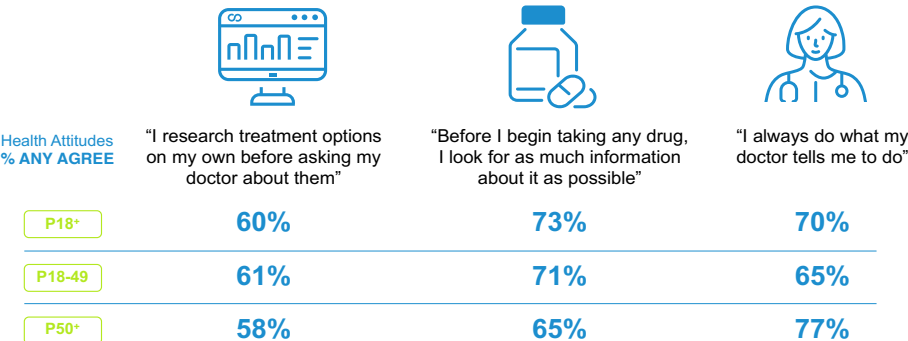 Health Attitudes
% ANY AGREE
“I research treatment options
on my own before asking my
doctor about them”
“Before I begin taking any drug,
I look for as much information
about it as possible”
“I always do what my
doctor tells me to do”
P18+ 60% 73% 70%
P18-49 61% 71% 65%
P50+ 58% 65% 77%